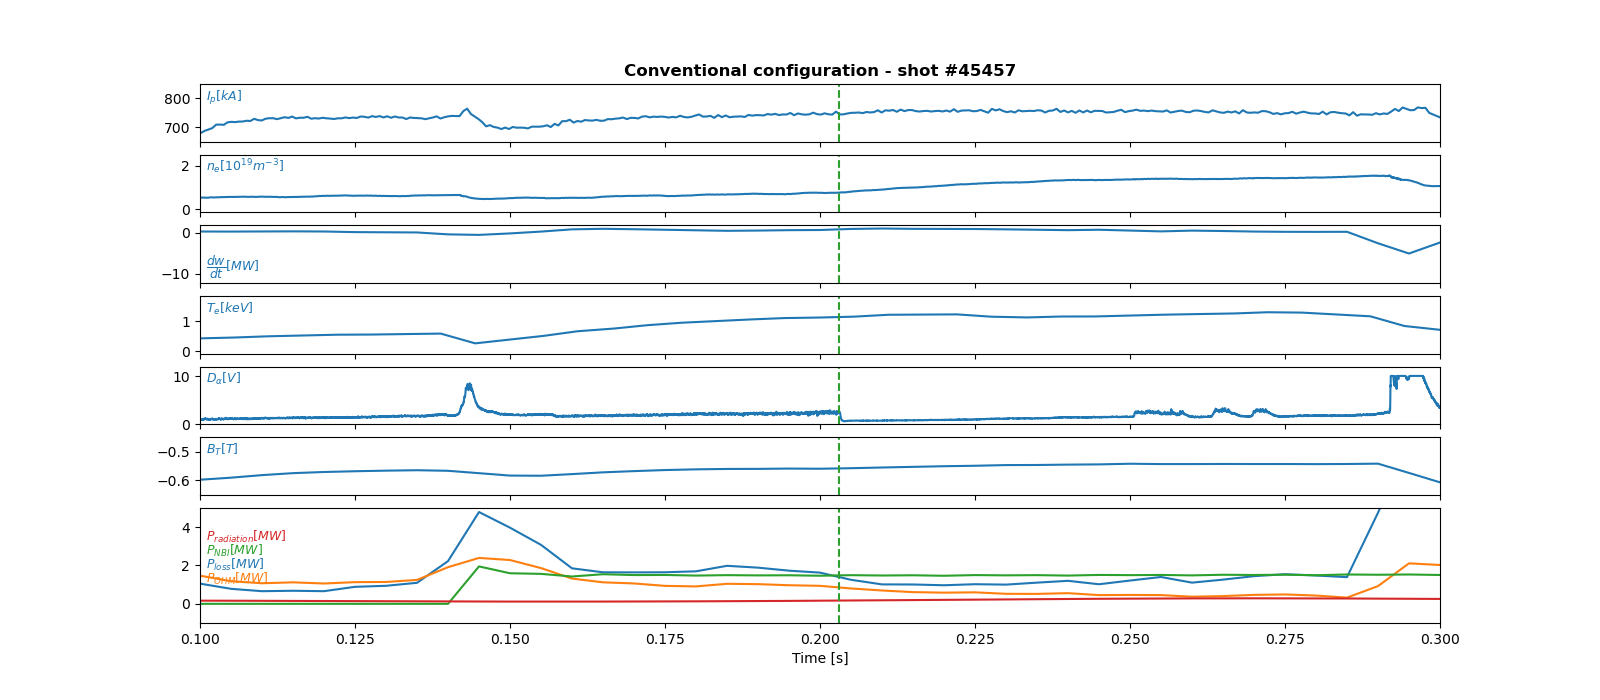 Conventional configuration - shot #45457
I_p[kA]
800
700
n_e[10^19 m^-3]
2
0
0
dw/dt[MW]
−10
T_e[keV]
1
0
D_α[V]
10
0
B_T[T]
−0.5
−0.6
4
P_radiation[MW]
P_NBI[MW]
P_loss[MW]
2
P_OHM[MW]
0
0.100 0.125 0.150 0.175 0.200 0.225 0.250 0.275 0.300
Time [s]